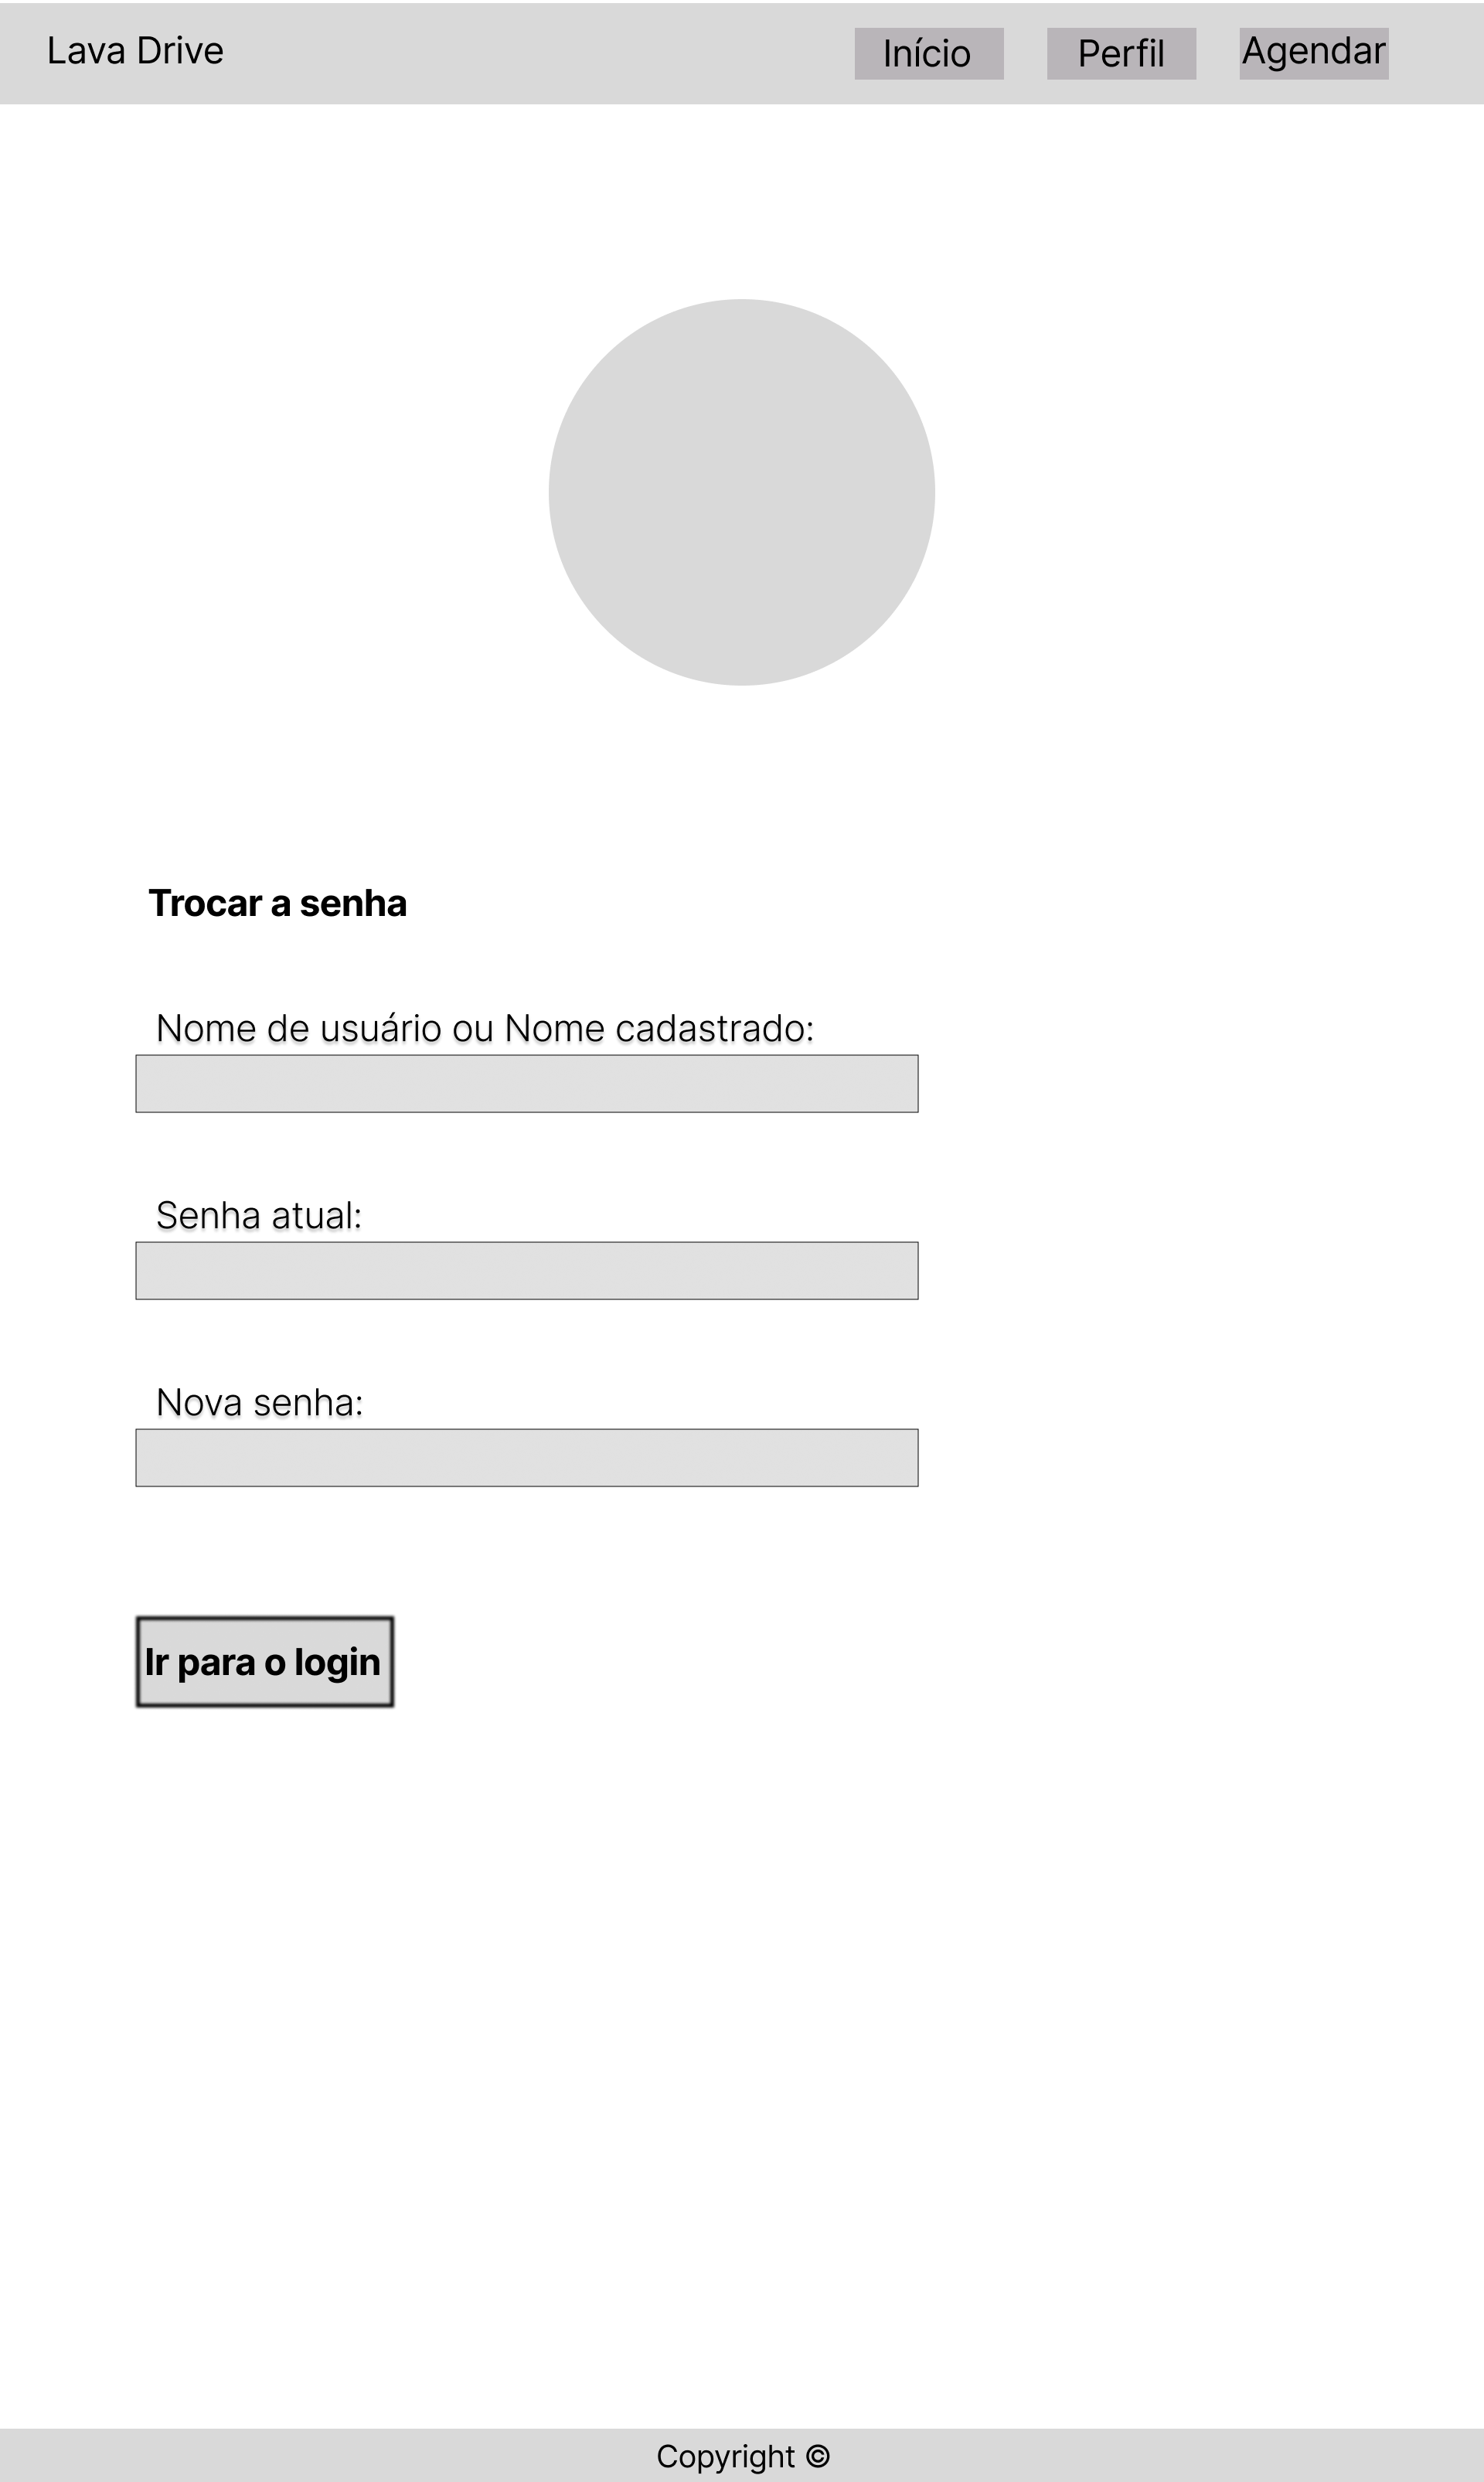 Lava Drive
Início
Perfil
Agendar
Trocar a senha
Nome de usuário ou Nome cadastrado:
Senha atual:
Nova senha:
Ir para o login
Copyright ©